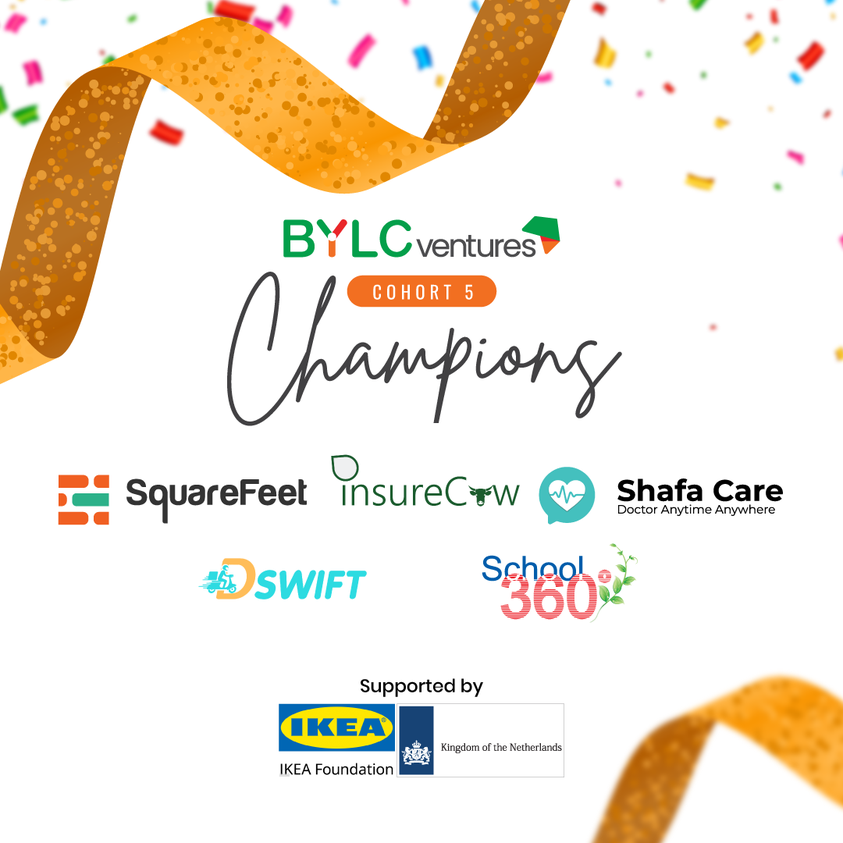 BYLC ventures
COHORT 5
Champions
SquareFeet
insureCow
Shafa Care
Doctor Anytime Anywhere
DSWIFT
School
360°
Supported by
IKEA®
IKEA Foundation
Kingdom of the Netherlands